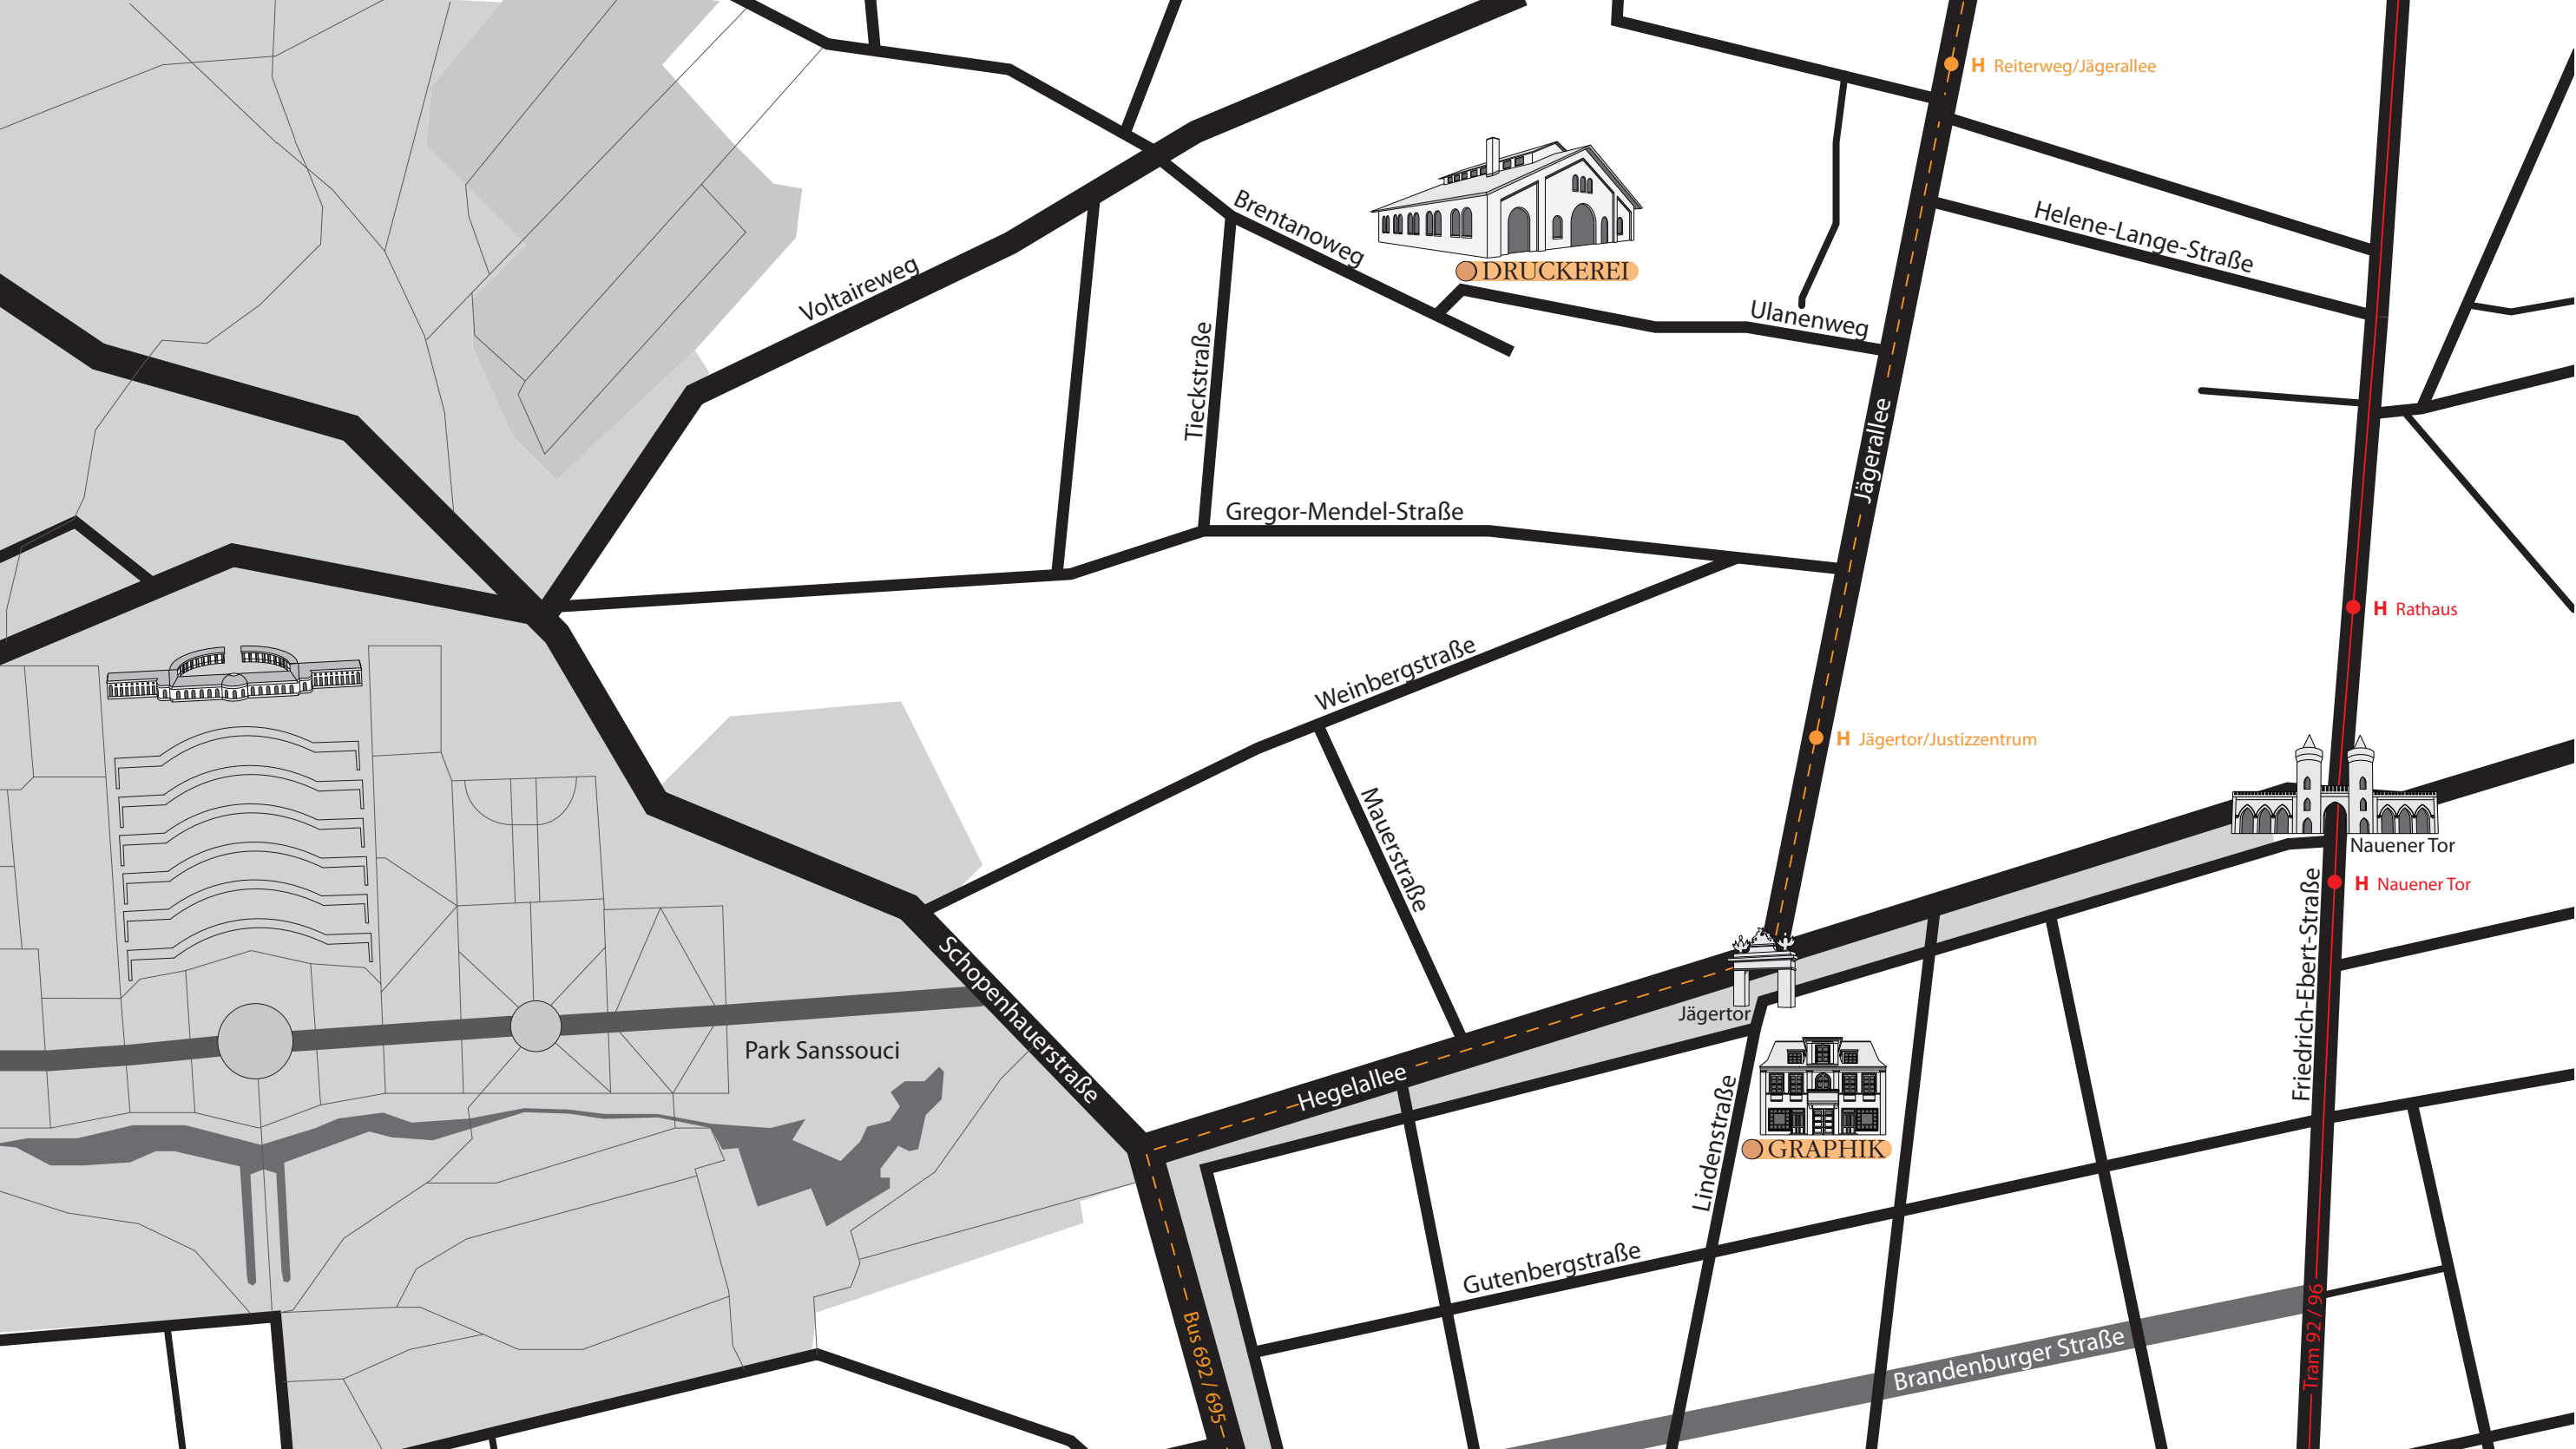 H Reiterweg/Jägerallee
Brentanoweg
Helene-Lange-Straße
Voltaireweg
DRUCKEREI
Ulanenweg
Tieckstraße
Jägerallee
Gregor-Mendel-Straße
H Rathaus
Weinbergstraße
H Jägertor/Justizzentrum
Mauerstraße
Nauener Tor
H Nauener Tor
Schopenhauerstraße
Friedrich-Ebert-Straße
Jägertor
Park Sanssouci
Hegelallee
Lindenstraße
GRAPHIK
Gutenbergstraße
Bus 692 / 695
Brandenburger Straße
Tram 92 / 96